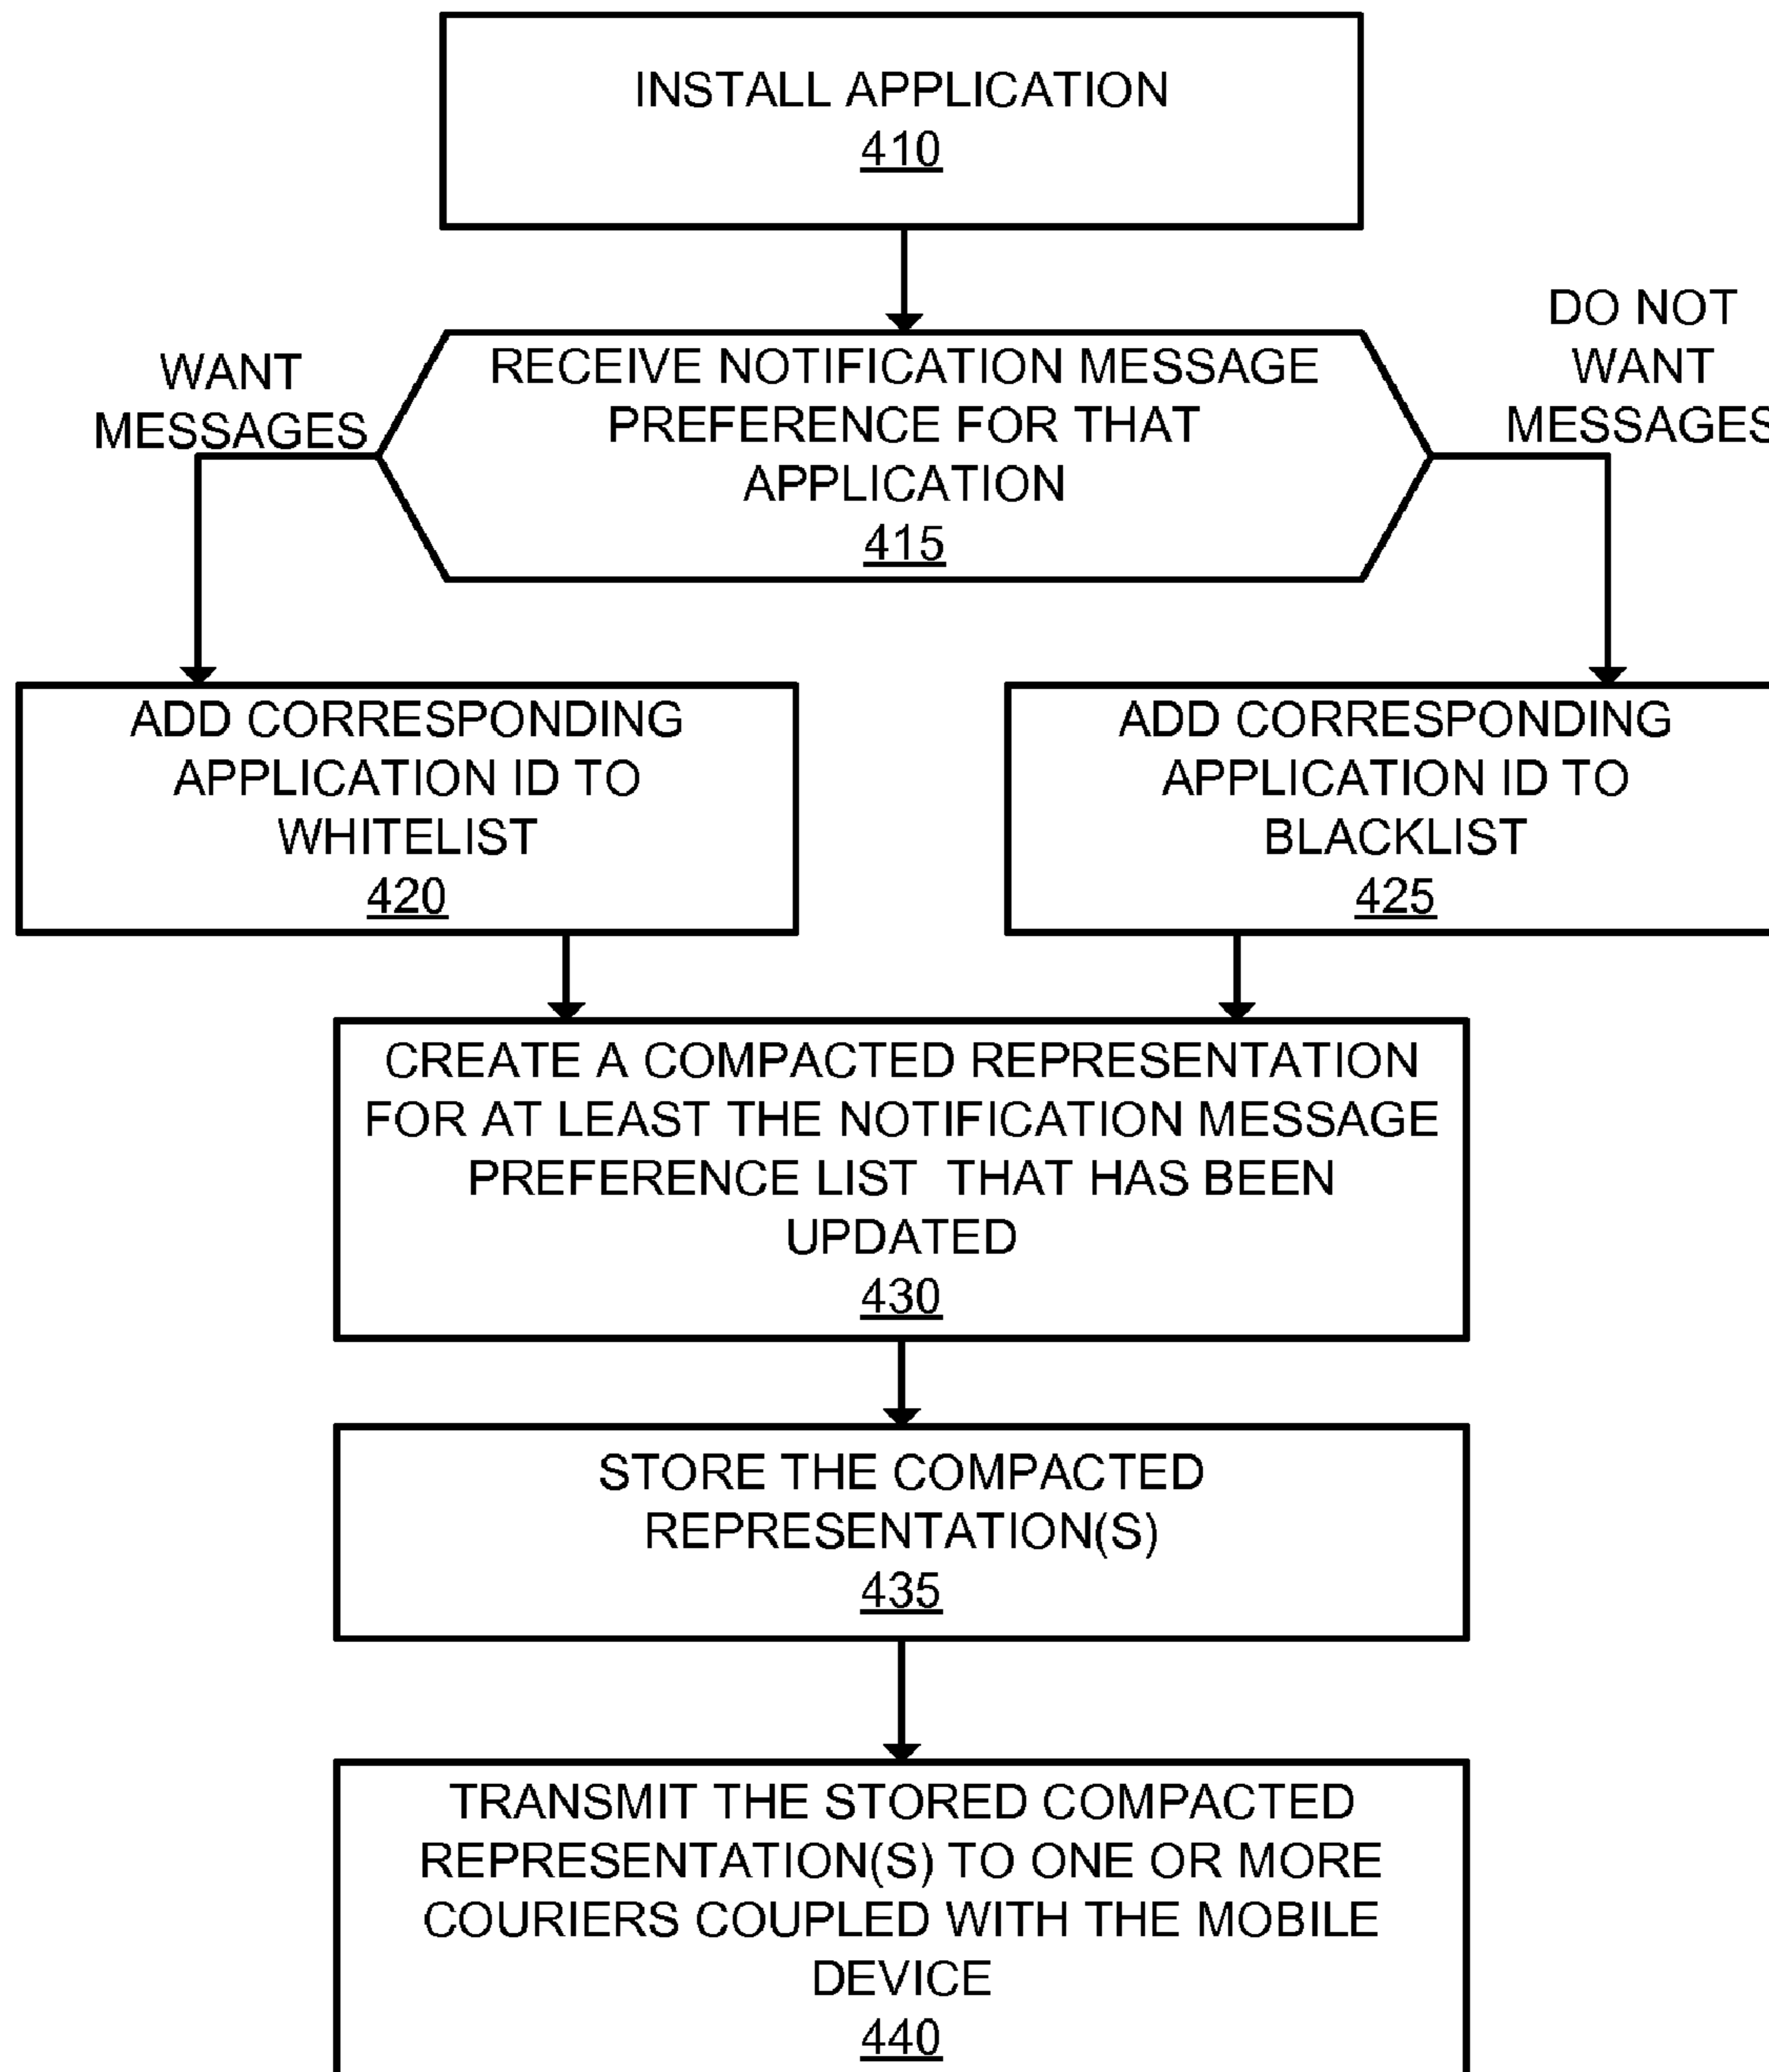 INSTALL APPLICATION
410
WANT
MESSAGES
RECEIVE NOTIFICATION MESSAGE
PREFERENCE FOR THAT
APPLICATION
415
DO NOT
WANT
MESSAGES
ADD CORRESPONDING
APPLICATION ID TO
WHITELIST
420
ADD CORRESPONDING
APPLICATION ID TO
BLACKLIST
425
CREATE A COMPACTED REPRESENTATION
FOR AT LEAST THE NOTIFICATION MESSAGE
PREFERENCE LIST THAT HAS BEEN
UPDATED
430
STORE THE COMPACTED
REPRESENTATION(S)
435
TRANSMIT THE STORED COMPACTED
REPRESENTATION(S) TO ONE OR MORE
COURIERS COUPLED WITH THE MOBILE
DEVICE
440